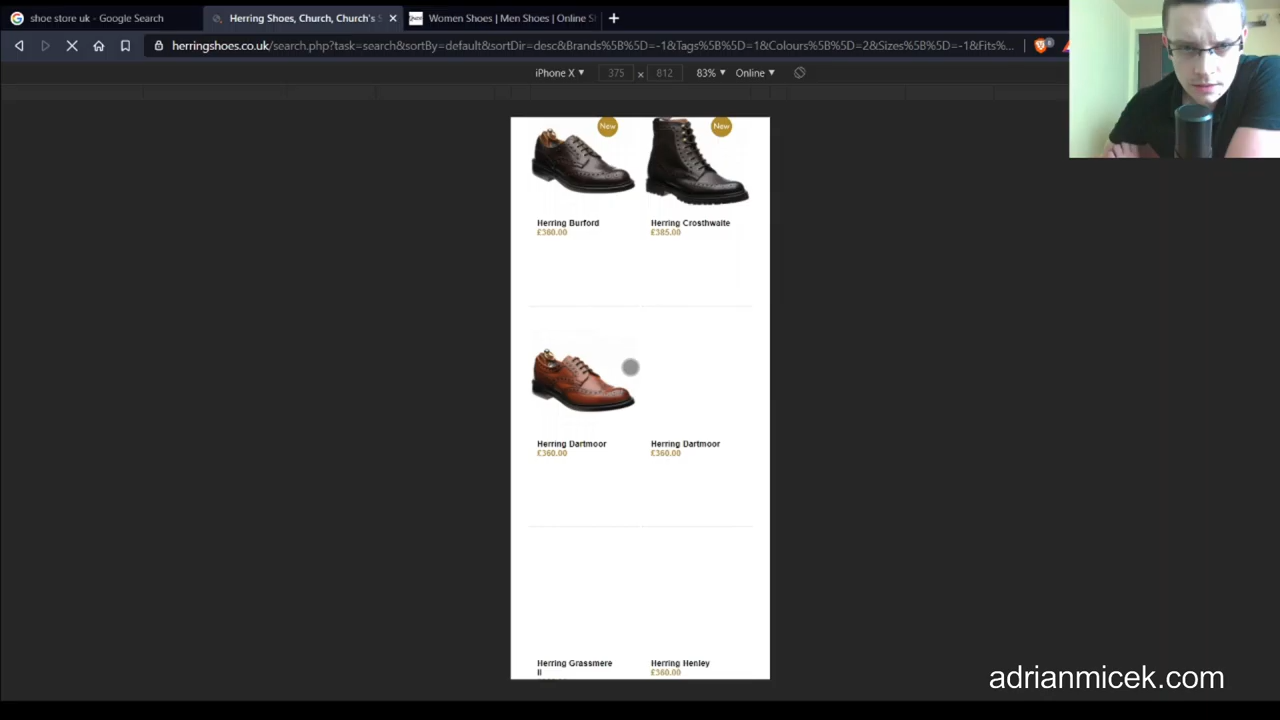 shoe store uk - Google Search
Herring Shoes, Church, Church's S
Women Shoes | Men Shoes | Online S
herringshoes.co.uk/search.php?task=search&sortBy=default&sortDir=desc&Brands%5B%5D=-1&Tags%5B%5D=1&Colours%5B%5D=2&Sizes%5B%5D=-1&Fits%...
iPhone X ▼ 375 x 812 83% ▼ Online ▼
New New
Herring Burford Herring Crosthwaite
£360.00 £385.00
Herring Dartmoor Herring Dartmoor
£360.00 £360.00
Herring Grassmere Herring Henley
II £360.00
adrianmicek.com